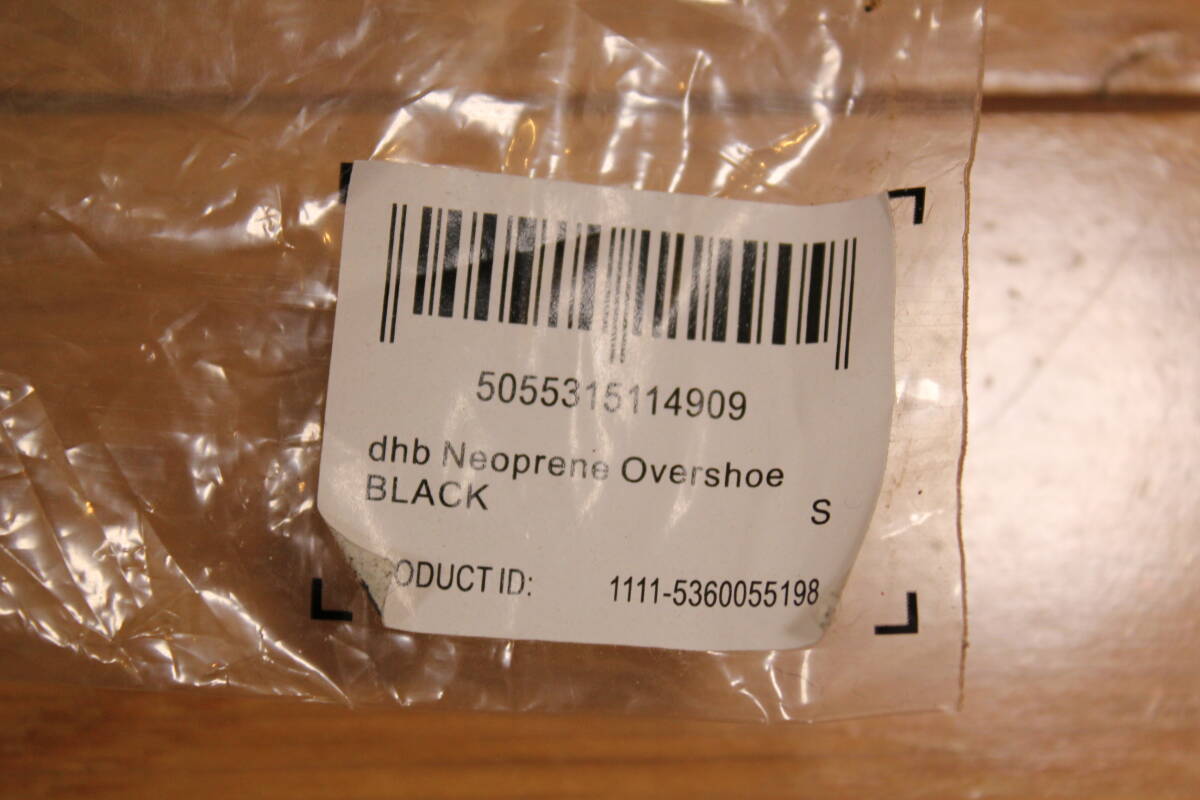 5055315114909
dhb Neoprene Overshoe
BLACK S
ODUCT ID: 1111-5360055198